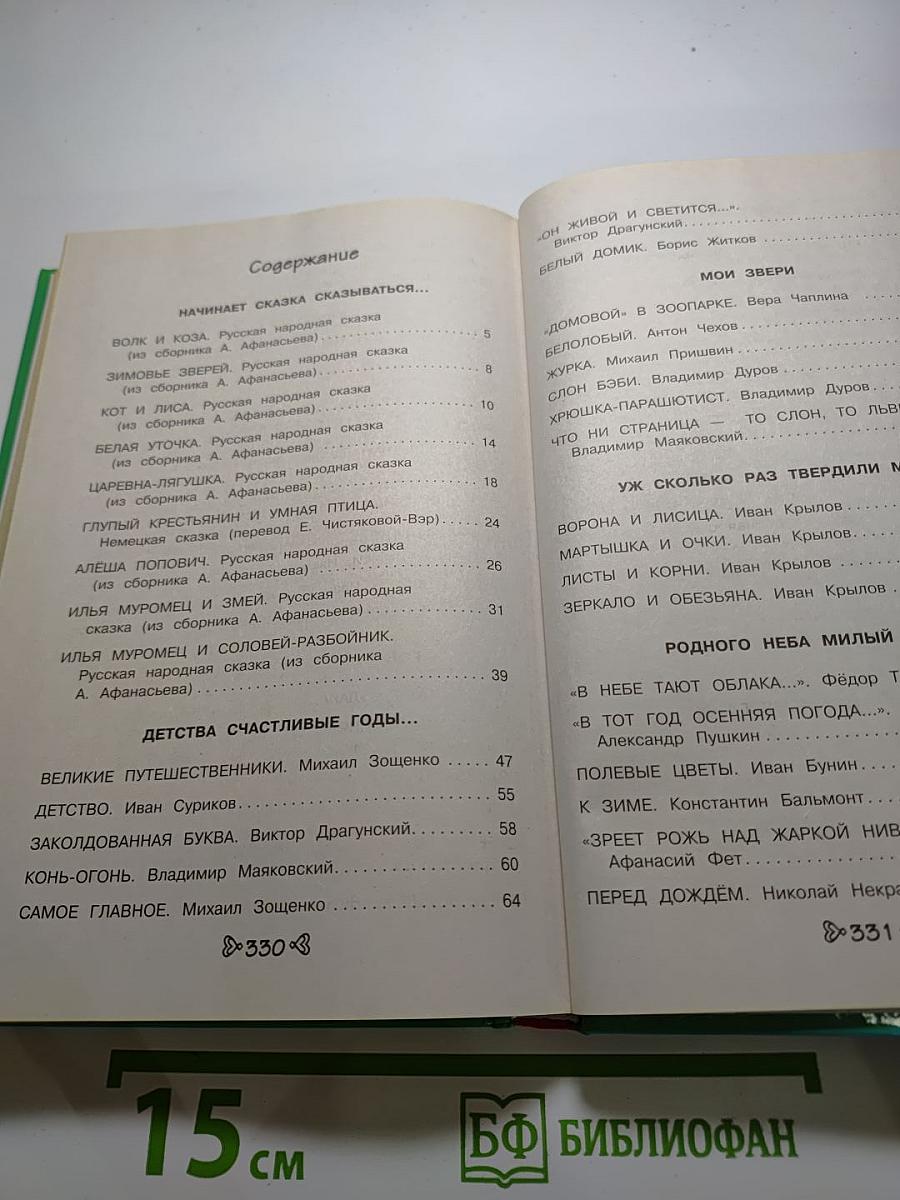 Содержание
НАЧИНАЕТ СКАЗКА СКАЗЫВАТЬСЯ...
ВОЛК И КОЗА. Русская народная сказка
(из сборника А. Афанасьева) 5
ЗИМОВЬЕ ЗВЕРЕЙ. Русская народная сказка
(из сборника А. Афанасьева) 8
КОТ И ЛИСА. Русская народная сказка
(из сборника А. Афанасьева) 10
БЕЛАЯ УТОЧКА. Русская народная сказка
(из сборника А. Афанасьева) 14
ЦАРЕВНА-ЛЯГУШКА. Русская народная сказка
(из сборника А. Афанасьева) 18
ГЛУПЫЙ КРЕСТЬЯНИН И УМНАЯ ПТИЦА.
Немецкая сказка (перевод Е. Чистяковой-Вэр) 24
АЛЁША ПОПОВИЧ. Русская народная сказка
(из сборника А. Афанасьева) 26
ИЛЬЯ МУРОМЕЦ И ЗМЕЙ. Русская народная
сказка (из сборника А. Афанасьева) 31
ИЛЬЯ МУРОМЕЦ И СОЛОВЕЙ-РАЗБОЙНИК.
Русская народная сказка (из сборника
А. Афанасьева) 39
ДЕТСТВА СЧАСТЛИВЫЕ ГОДЫ...
ВЕЛИКИЕ ПУТЕШЕСТВЕННИКИ. Михаил Зощенко 47
ДЕТСТВО. Иван Суриков 55
ЗАКОЛДОВАННАЯ БУКВА. Виктор Драгунский 58
КОНЬ-ОГОНЬ. Владимир Маяковский 60
САМОЕ ГЛАВНОЕ. Михаил Зощенко 64
330
«ОН ЖИВОЙ И СВЕТИТСЯ...».
Виктор Драгунский
БЕЛЫЙ ДОМИК. Борис Житков
МОИ ЗВЕРИ
«ДОМОВОЙ» В ЗООПАРКЕ. Вера Чаплина
БЕЛОЛОБЫЙ. Антон Чехов
ЖУРКА. Михаил Пришвин
СЛОН БЭБИ. Владимир Дуров
ХРЮШКА-ПАРАШЮТИСТ. Владимир Дуров
ЧТО НИ СТРАНИЦА — ТО СЛОН, ТО ЛЬВ
Владимир Маяковский
УЖ СКОЛЬКО РАЗ ТВЕРДИЛИ М
ВОРОНА И ЛИСИЦА. Иван Крылов
МАРТЫШКА И ОЧКИ. Иван Крылов
ЛИСТЫ И КОРНИ. Иван Крылов
ЗЕРКАЛО И ОБЕЗЬЯНА. Иван Крылов
РОДНОГО НЕБА МИЛЫЙ
«В НЕБЕ ТАЮТ ОБЛАКА...». Фёдор Т
«В ТОТ ГОД ОСЕННЯЯ ПОГОДА...».
Александр Пушкин
ПОЛЕВЫЕ ЦВЕТЫ. Иван Бунин
К ЗИМЕ. Константин Бальмонт
«ЗРЕЕТ РОЖЬ НАД ЖАРКОЙ НИВ
Афанасий Фет
ПЕРЕД ДОЖДЁМ. Николай Некра
331
15 см
БФ БИБЛИОФАН